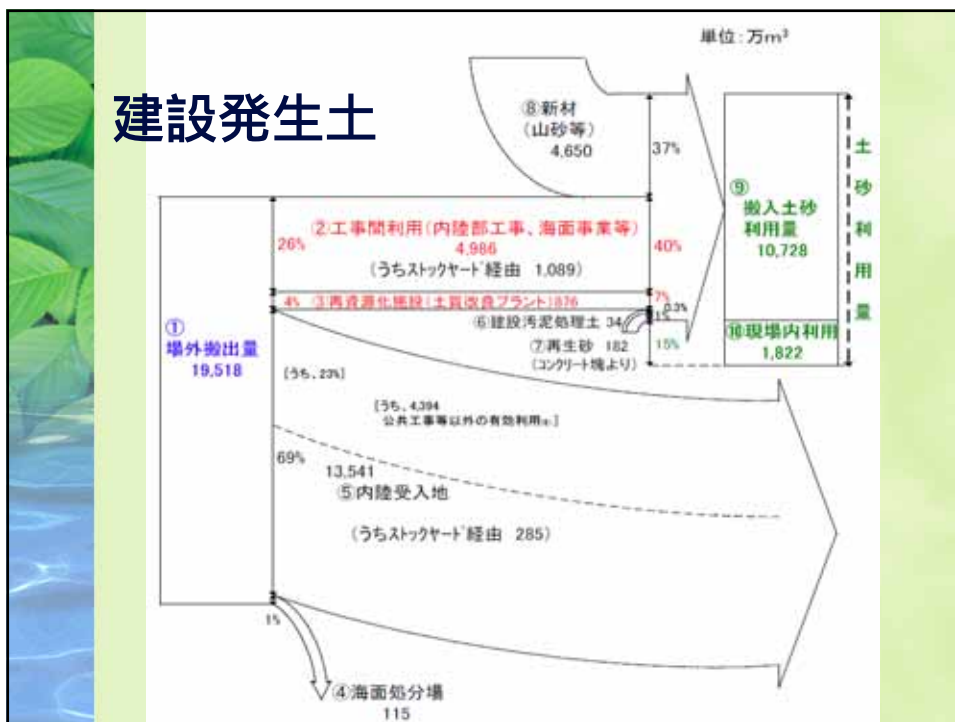 単位:万m³
建設発生土
⑧新材
(山砂等)
4,650
37%
土砂利用量
⑨
搬入土砂
利用量
10,728
②工事間利用(内陸部工事、海面事業等)
26%
4,986
40%
(うちストックヤード経由 1,089)
4%
③再資源化施設(土質改良プラント)876
7%
0.3%
⑥建設汚泥処理土 34
1%
⑩現場内利用
1,822
①
場外搬出量
19,518
⑦再生砂 182
15%
(コンクリート塊より)
[うち、23%]
[うち、4,394
公共工事等以外の有効利用]
69%
13,541
⑤内陸受入地
(うちストックヤード経由 285)
1%
④海面処分場
115